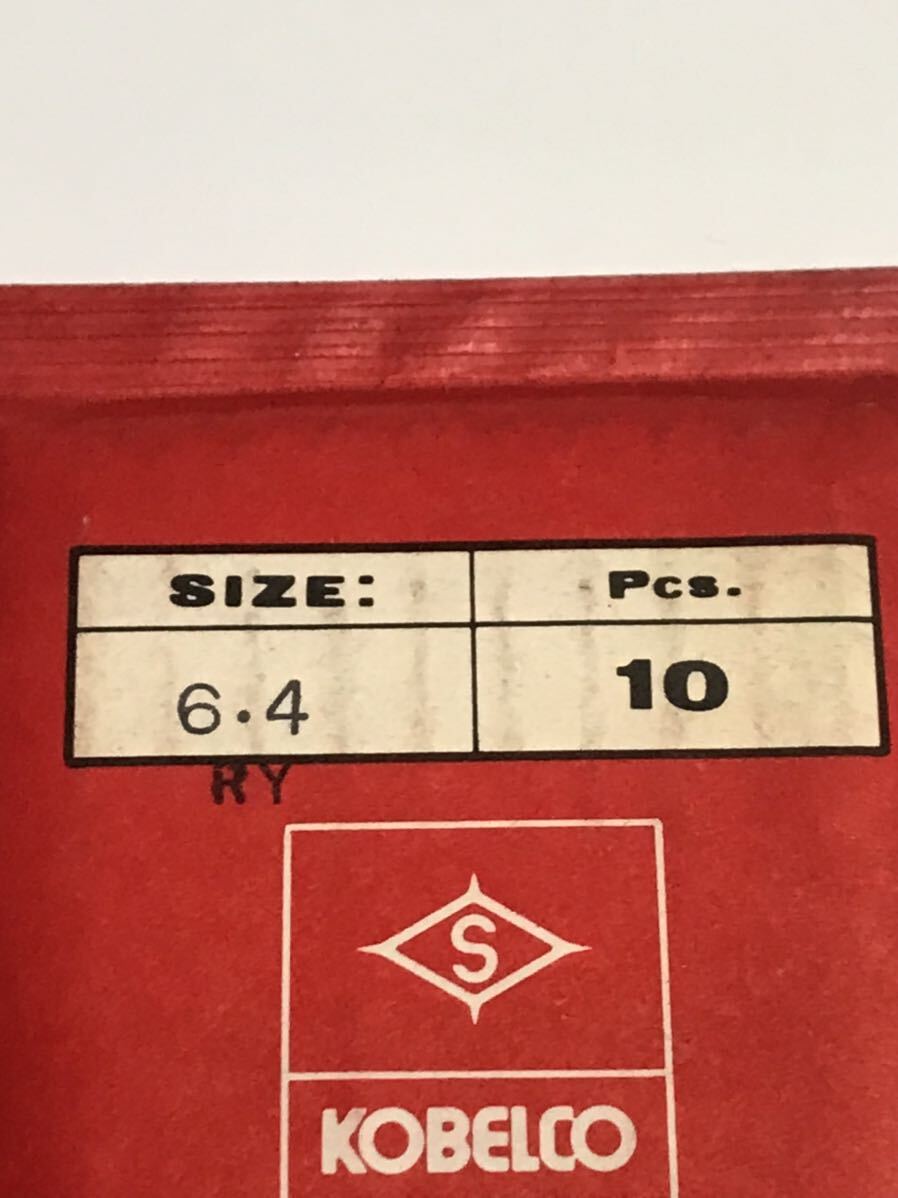 SIZE: Pcs.
6.4 10
RY
S
KOBELCO